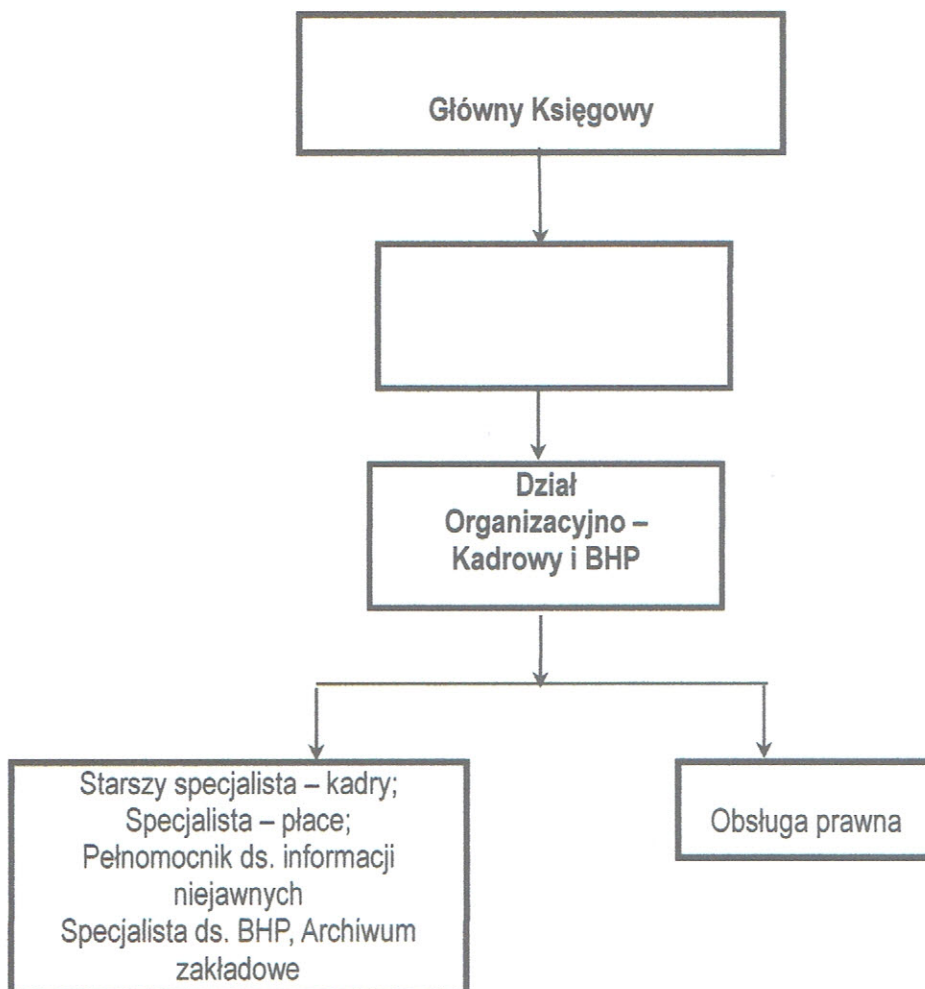 Główny Księgowy
Dział
Organizacyjno –
Kadrowy i BHP
Starszy specjalista – kadry;
Specjalista – płace;
Pełnomocnik ds. informacji
niejawnych
Specjalista ds. BHP, Archiwum
zakładowe
Obsługa prawna